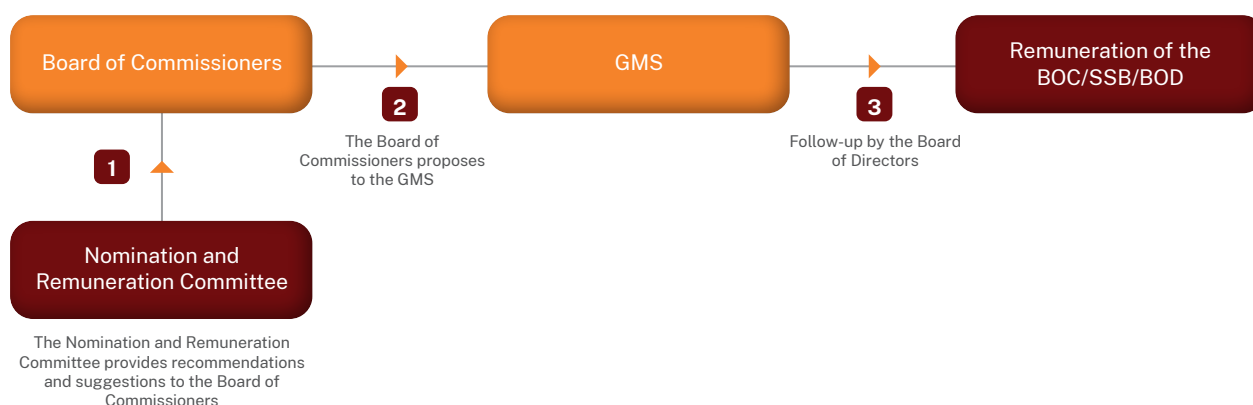 Board of Commissioners
GMS
Remuneration of the
BOC/SSB/BOD
2
The Board of
Commissioners proposes
to the GMS
3
Follow-up by the Board
of Directors
1
Nomination and
Remuneration Committee
The Nomination and Remuneration
Committee provides recommendations
and suggestions to the Board of
Commissioners